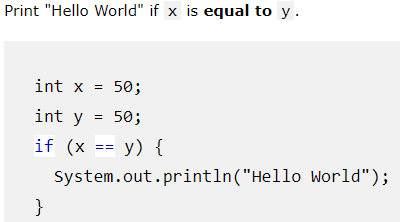 Print "Hello World" if x is equal to y.
int x = 50;
int y = 50;
if (x == y) {
  System.out.println("Hello World");
}